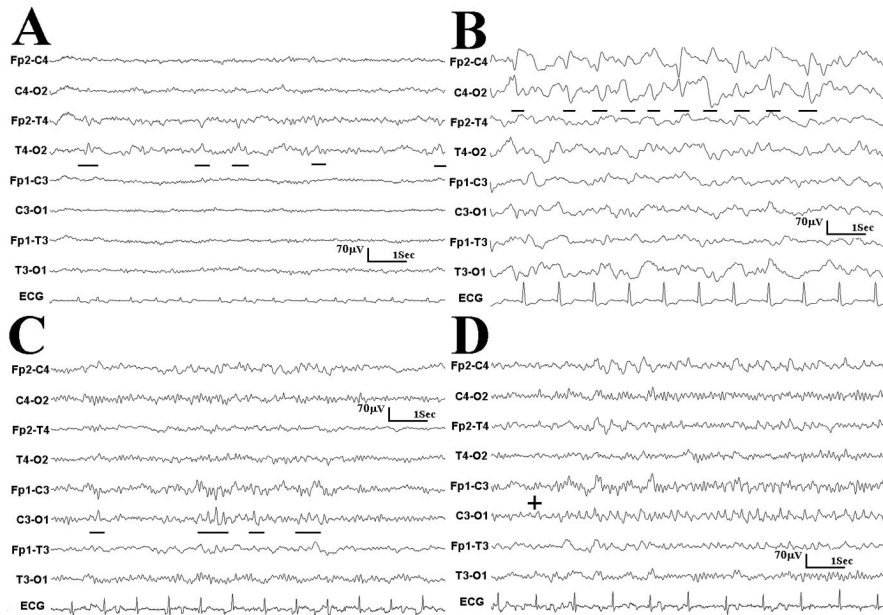 A
Fp2-C4
C4-O2
Fp2-T4
T4-O2
Fp1-C3
C3-O1
Fp1-T3
70μV
1Sec
T3-O1
ECG
B
Fp2-C4
C4-O2
Fp2-T4
T4-O2
Fp1-C3
C3-O1
70μV
1Sec
Fp1-T3
T3-O1
ECG
C
Fp2-C4
C4-O2
70μV
1Sec
Fp2-T4
T4-O2
Fp1-C3
C3-O1
Fp1-T3
T3-O1
ECG
D
Fp2-C4
C4-O2
Fp2-T4
T4-O2
Fp1-C3
+
C3-O1
Fp1-T3
70μV
1Sec
T3-O1
ECG